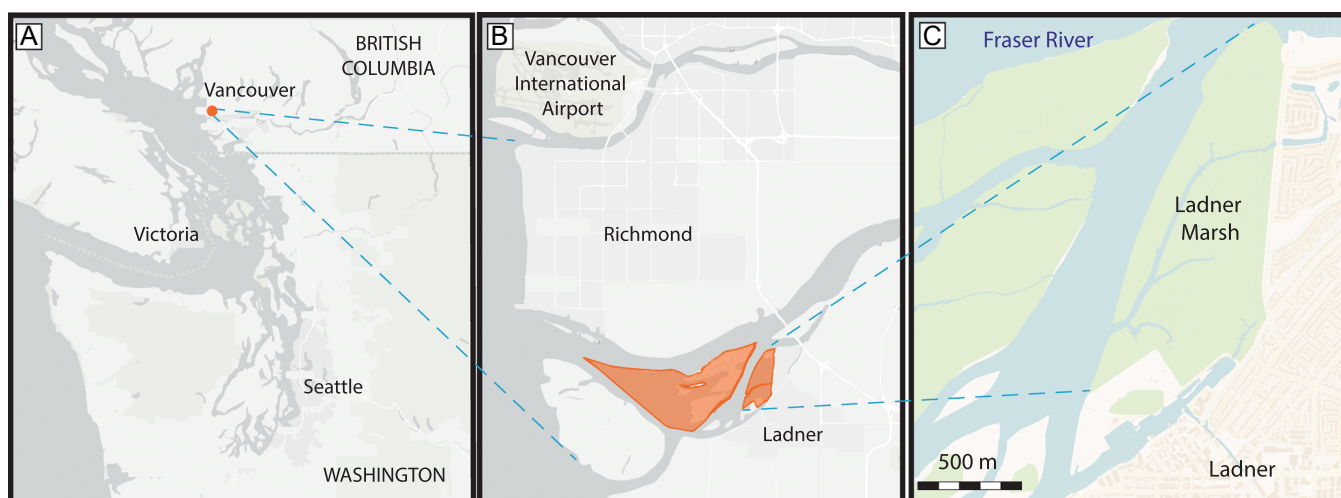 A
BRITISH
COLUMBIA
Vancouver
Victoria
Seattle
WASHINGTON
B
Vancouver
International
Airport
Richmond
Ladner
C
Fraser River
Ladner
Marsh
500 m
Ladner